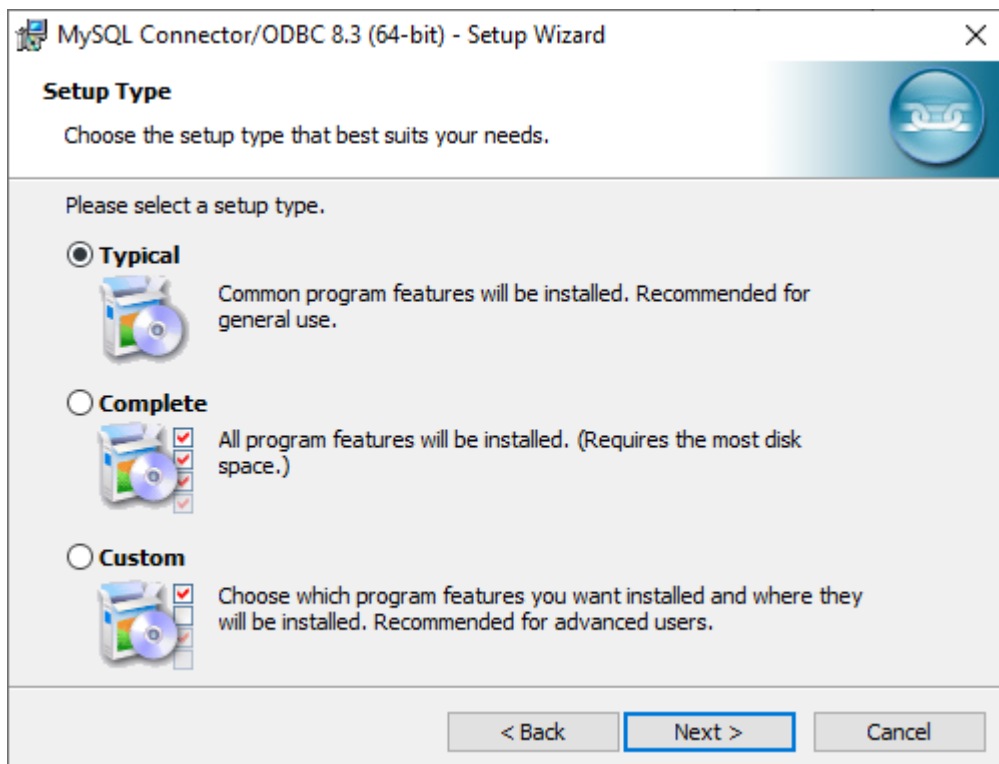 MySQL Connector/ODBC 8.3 (64-bit) - Setup Wizard
Setup Type
Choose the setup type that best suits your needs.
Please select a setup type.
Typical
Common program features will be installed. Recommended for
general use.
Complete
All program features will be installed. (Requires the most disk
space.)
Custom
Choose which program features you want installed and where they
will be installed. Recommended for advanced users.
< Back
Next >
Cancel